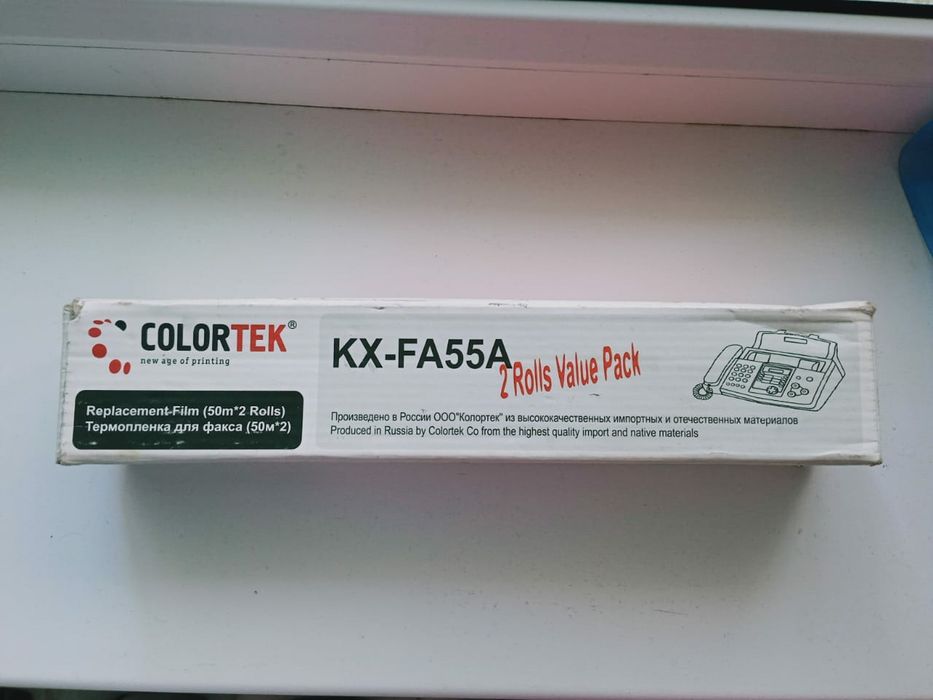 COLORTEK®
new age of printing
Replacement Film (50m*2 Rolls)
Термопленка для факса (50м*2)
KX-FA55A
2 Rolls Value Pack
Произведено в России ООО"Колортек" из высококачественных импортных и отечественных материалов
Produced in Russia by Colortek Co from the highest quality import and native materials